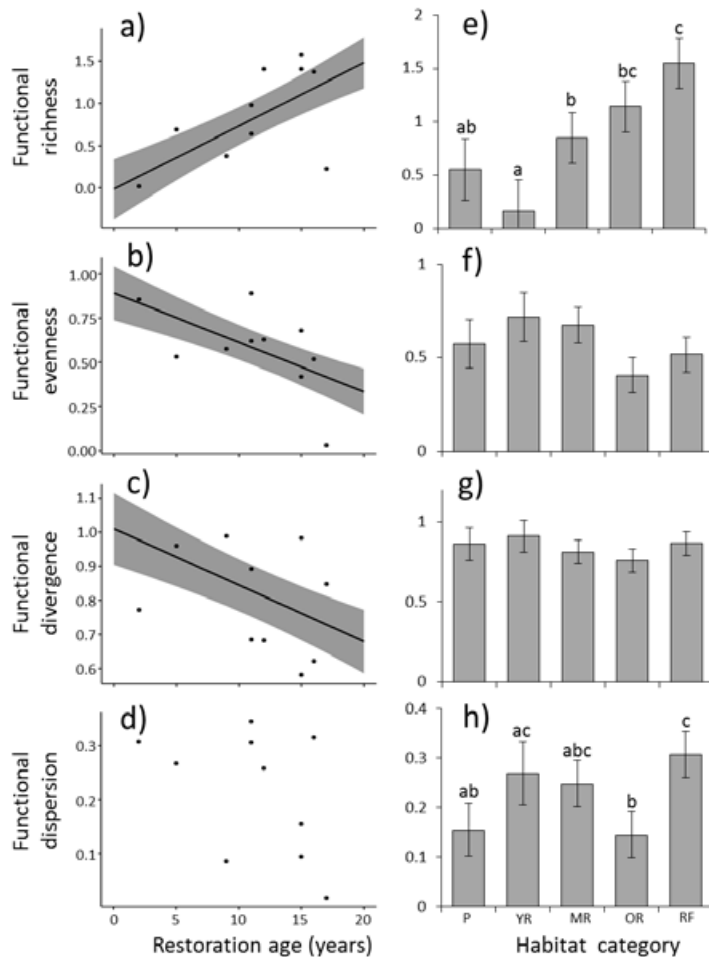 a)
Functional
richness
1.5
1.0
0.5
0.0
e)
2
1.5
1
0.5
0
ab
a
b
bc
c
b)
Functional
evenness
1.00
0.75
0.50
0.25
0.00
f)
1
0.5
0
c)
Functional
divergence
1.1
1.0
0.9
0.8
0.7
0.6
g)
1
0.5
0
d)
Functional
dispersion
0.3
0.2
0.1
0 5 10 15 20
Restoration age (years)
h)
0.4
0.3
0.2
0.1
0
ab
ac
abc
b
c
P YR MR OR RF
Habitat category